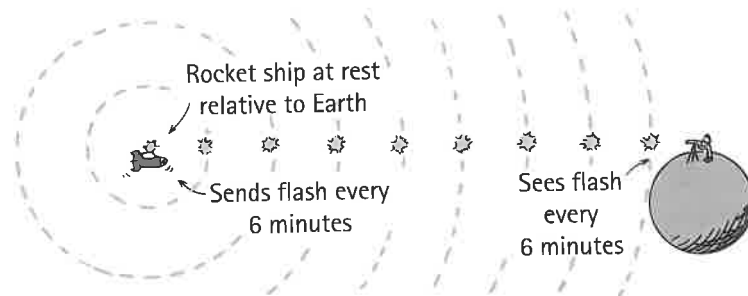 Rocket ship at rest
relative to Earth
Sends flash every
6 minutes
Sees flash
every
6 minutes